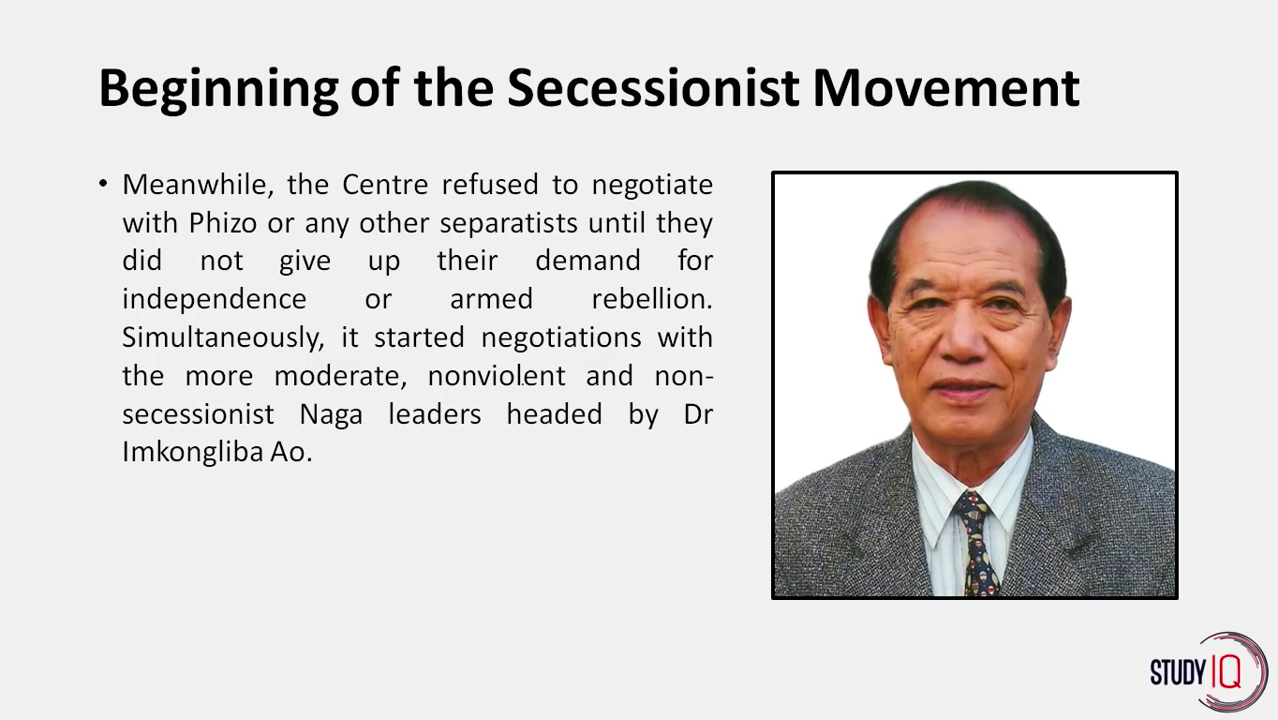 Beginning of the Secessionist Movement
• Meanwhile, the Centre refused to negotiate
with Phizo or any other separatists until they
did not give up their demand for
independence or armed rebellion.
Simultaneously, it started negotiations with
the more moderate, nonviolent and non-
secessionist Naga leaders headed by Dr
Imkongliba Ao.
STUDY IQ